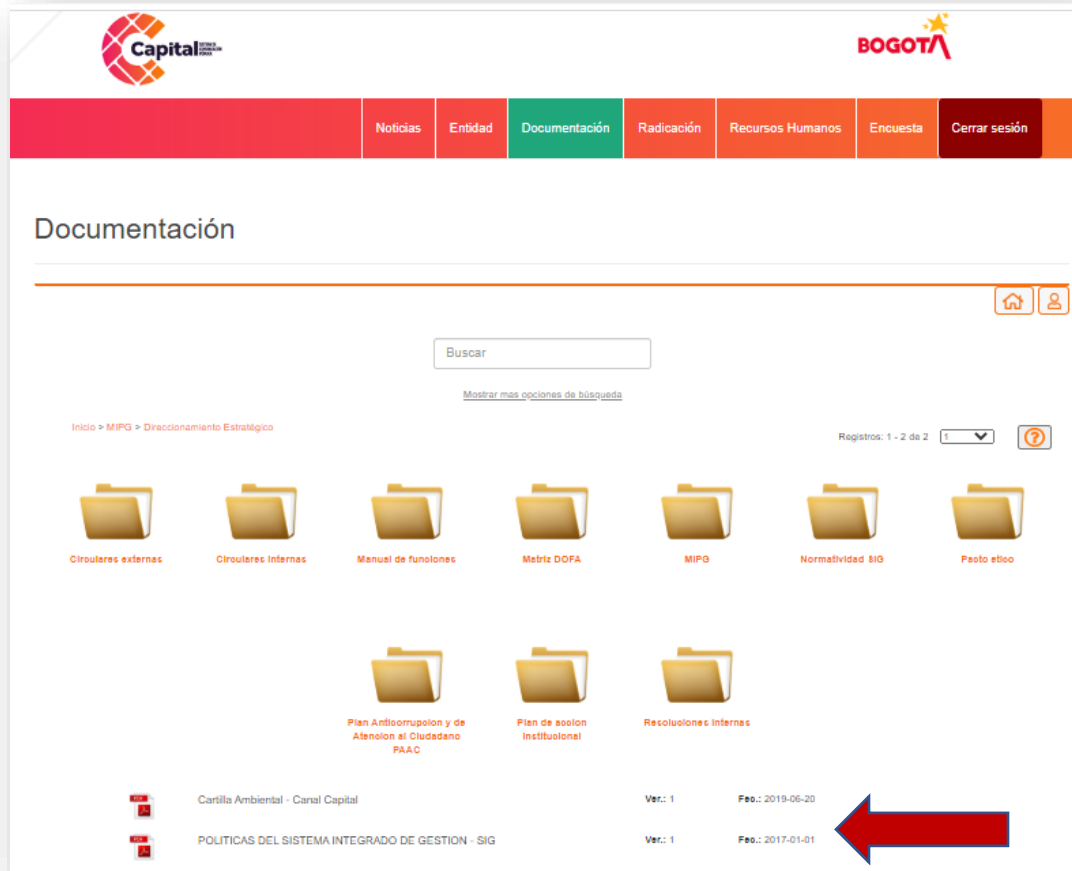 Capital
BOGOTA
Noticias Entidad Documentación Radicación Recursos Humanos Encuesta Cerrar sesión
Documentación
Buscar
Mostrar mas opciones de búsqueda
Inicio > MIPG > Direccionamiento Estratégico
Registros: 1 - 2 de 2 1
Circulares externas Circulares Internas Manual de funciones Matriz DOFA MIPG Normatividad SIG Pacto etico
Plan Anticorrupcion y de Plan de accion Resoluciones Internas
Atencion al Ciudadano Institucional
PAAC
PDF Cartilla Ambiental - Canal Capital Ver.: 1 Fec.: 2019-06-20
PDF POLITICAS DEL SISTEMA INTEGRADO DE GESTION - SIG Ver.: 1 Fec.: 2017-01-01